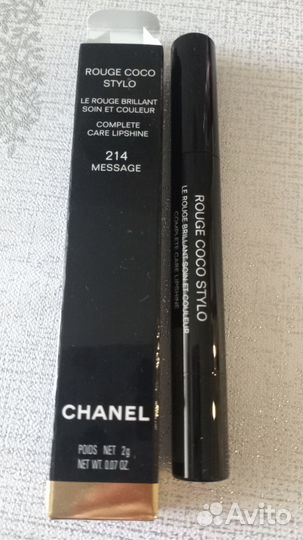 ROUGE COCO
STYLO
LE ROUGE BRILLANT
SOIN ET COULEUR
COMPLETE
CARE LIPSHINE
214
MESSAGE
CHANEL
POIDS NET 2g
NET WT. 0.07 OZ.
ROUGE COCO STYLO
LE ROUGE BRILLANT SOIN ET COULEUR
COMPLETE CARE LIPSHINE
Avito